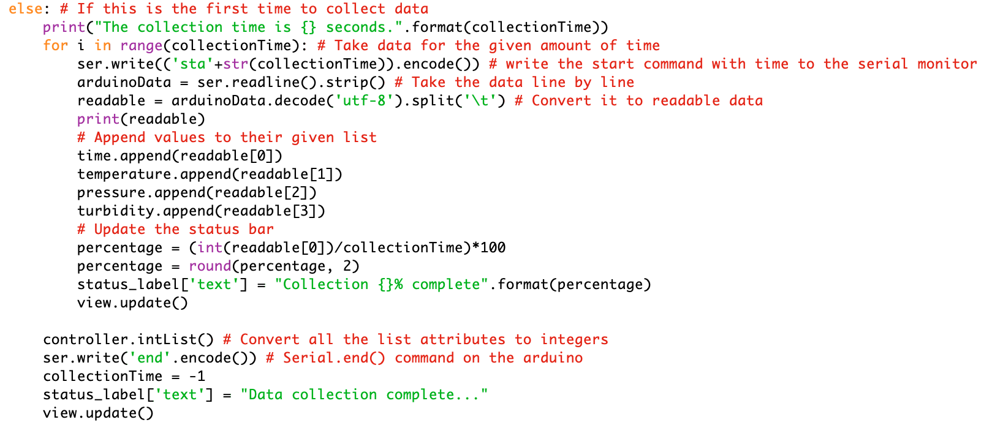 else: # If this is the first time to collect data
    print("The collection time is {} seconds.".format(collectionTime))
    for i in range(collectionTime): # Take data for the given amount of time
        ser.write(('sta'+str(collectionTime)).encode()) # write the start command with time to the serial monitor
        arduinoData = ser.readline().strip() # Take the data line by line
        readable = arduinoData.decode('utf-8').split('\t') # Convert it to readable data
        print(readable)
        # Append values to their given list
        time.append(readable[0])
        temperature.append(readable[1])
        pressure.append(readable[2])
        turbidity.append(readable[3])
        # Update the status bar
        percentage = (int(readable[0])/collectionTime)*100
        percentage = round(percentage, 2)
        status_label['text'] = "Collection {}% complete".format(percentage)
        view.update()

    controller.intList() # Convert all the list attributes to integers
    ser.write('end'.encode()) # Serial.end() command on the arduino
    collectionTime = -1
    status_label['text'] = "Data collection complete..."
    view.update()